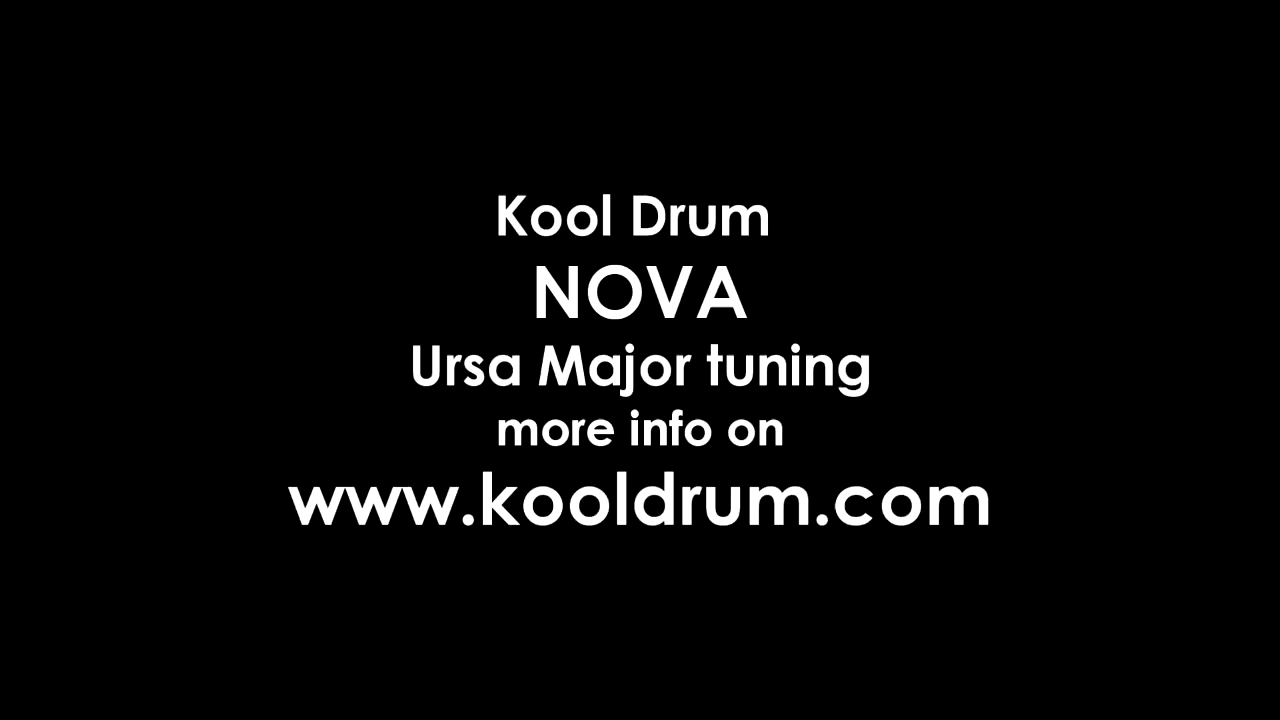 Kool Drum
NOVA
Ursa Major tuning
more info on
www.kooldrum.com